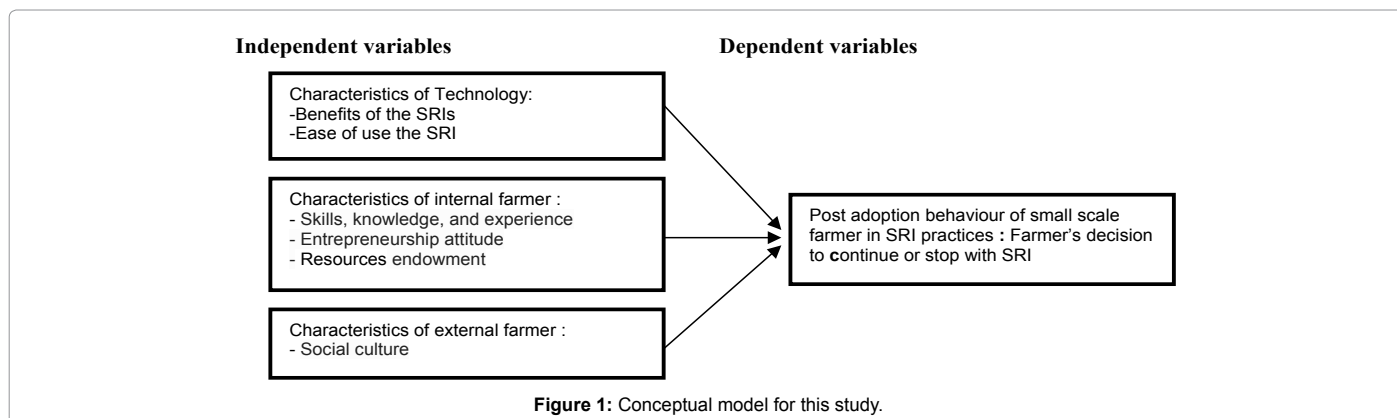 Independent variables
Dependent variables
Characteristics of Technology:
-Benefits of the SRIs
-Ease of use the SRI
Characteristics of internal farmer :
- Skills, knowledge, and experience
- Entrepreneurship attitude
- Resources endowment
Characteristics of external farmer :
- Social culture
Post adoption behaviour of small scale
farmer in SRI practices : Farmer's decision
to continue or stop with SRI
Figure 1: Conceptual model for this study.